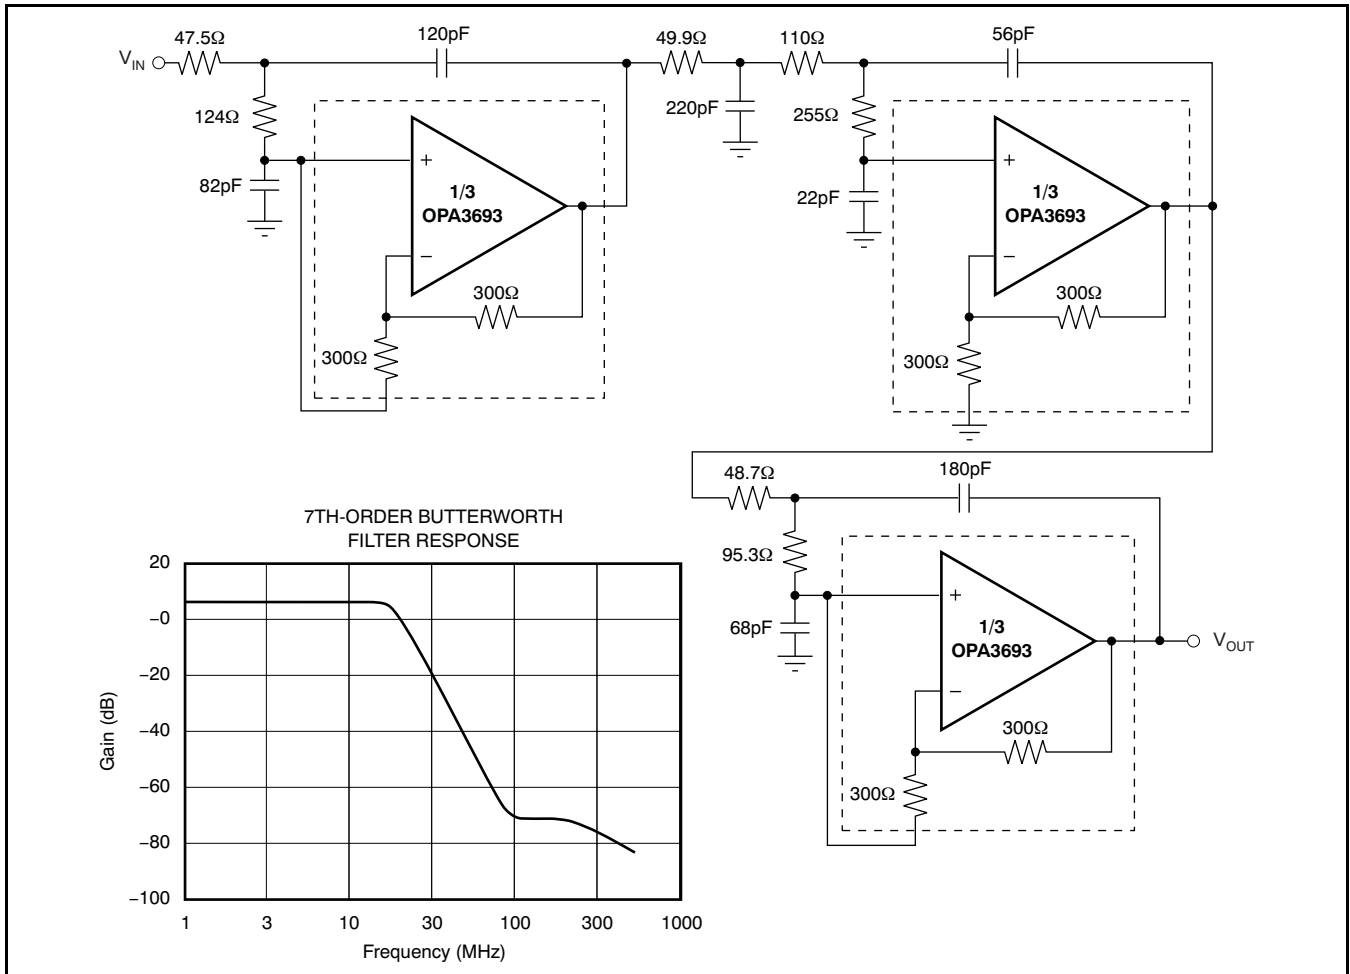 47.5Ω
120pF
49.9Ω
110Ω
56pF
VIN
124Ω
220pF
255Ω
82pF
+
1/3
OPA3693
−
300Ω
300Ω
22pF
+
1/3
OPA3693
−
300Ω
300Ω
48.7Ω
180pF
95.3Ω
68pF
+
1/3
OPA3693
−
300Ω
300Ω
VOUT
7TH-ORDER BUTTERWORTH
FILTER RESPONSE
20
−0
−20
−40
−60
−80
−100
Gain (dB)
1 3 10 30 100 300 1000
Frequency (MHz)